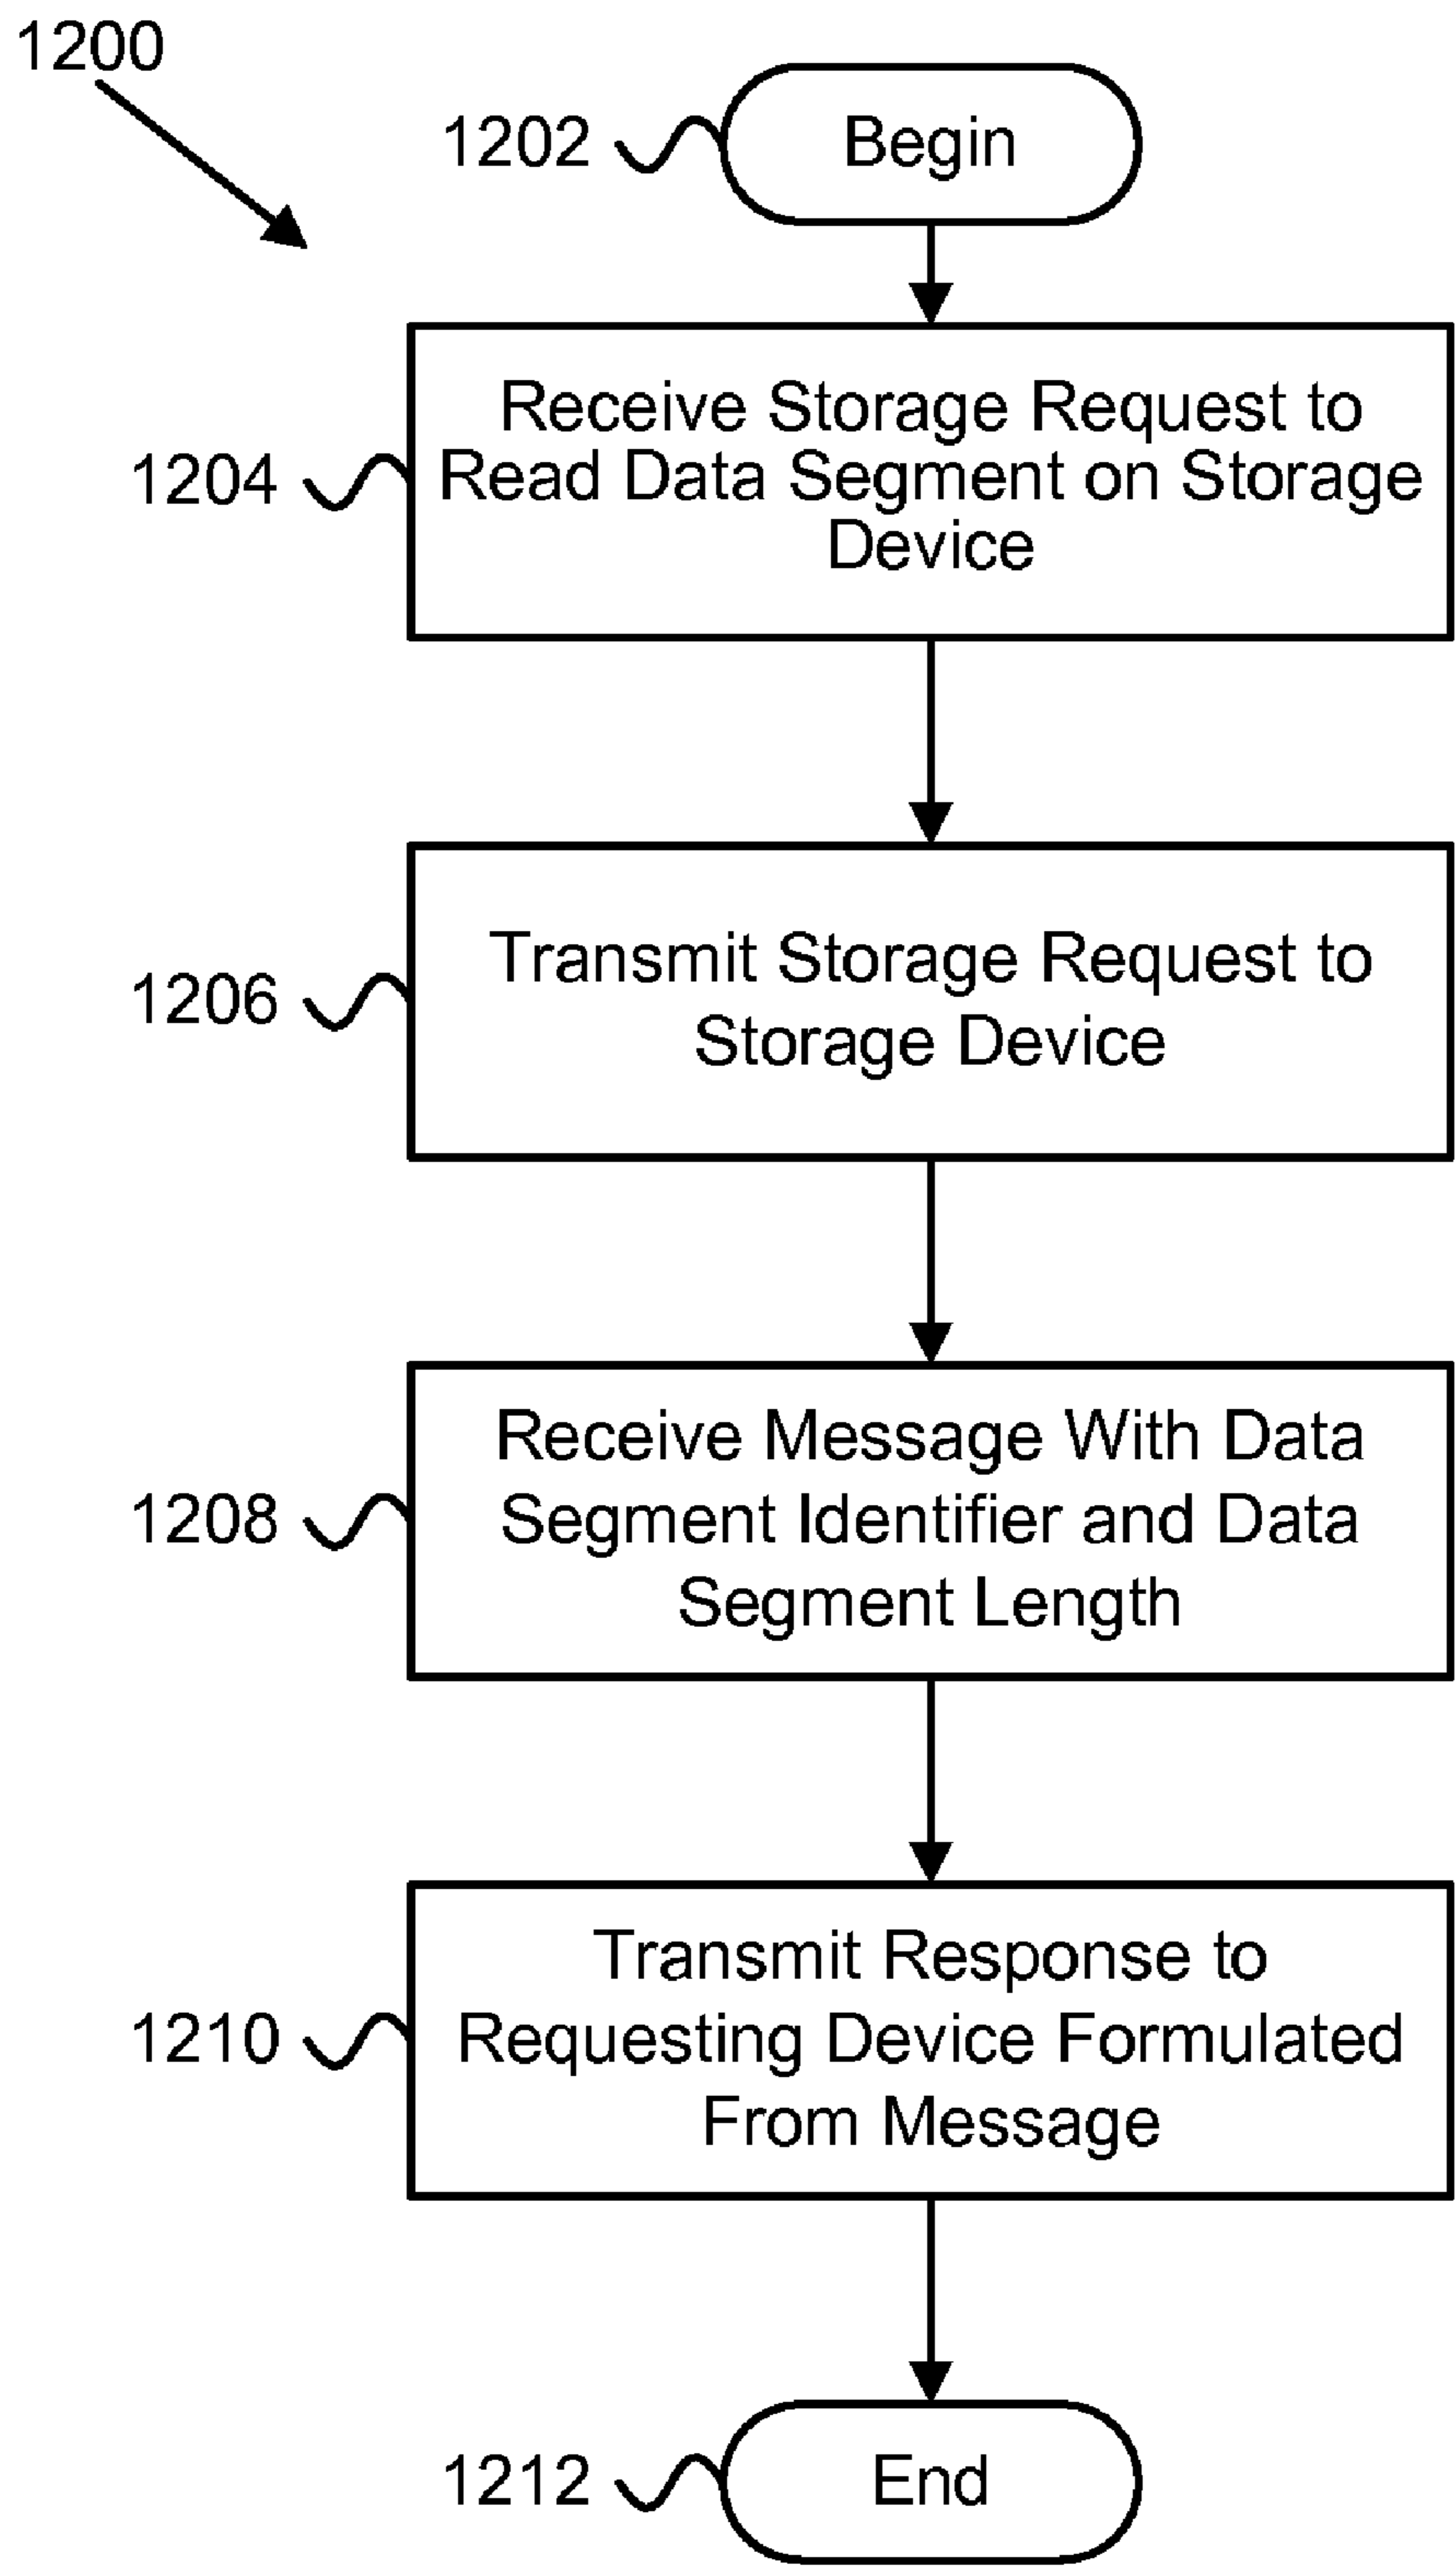 1200
1202
Begin
Receive Storage Request to
1204
Read Data Segment on Storage
Device
Transmit Storage Request to
1206
Storage Device
Receive Message With Data
1208
Segment Identifier and Data
Segment Length
Transmit Response to
1210
Requesting Device Formulated
From Message
1212
End